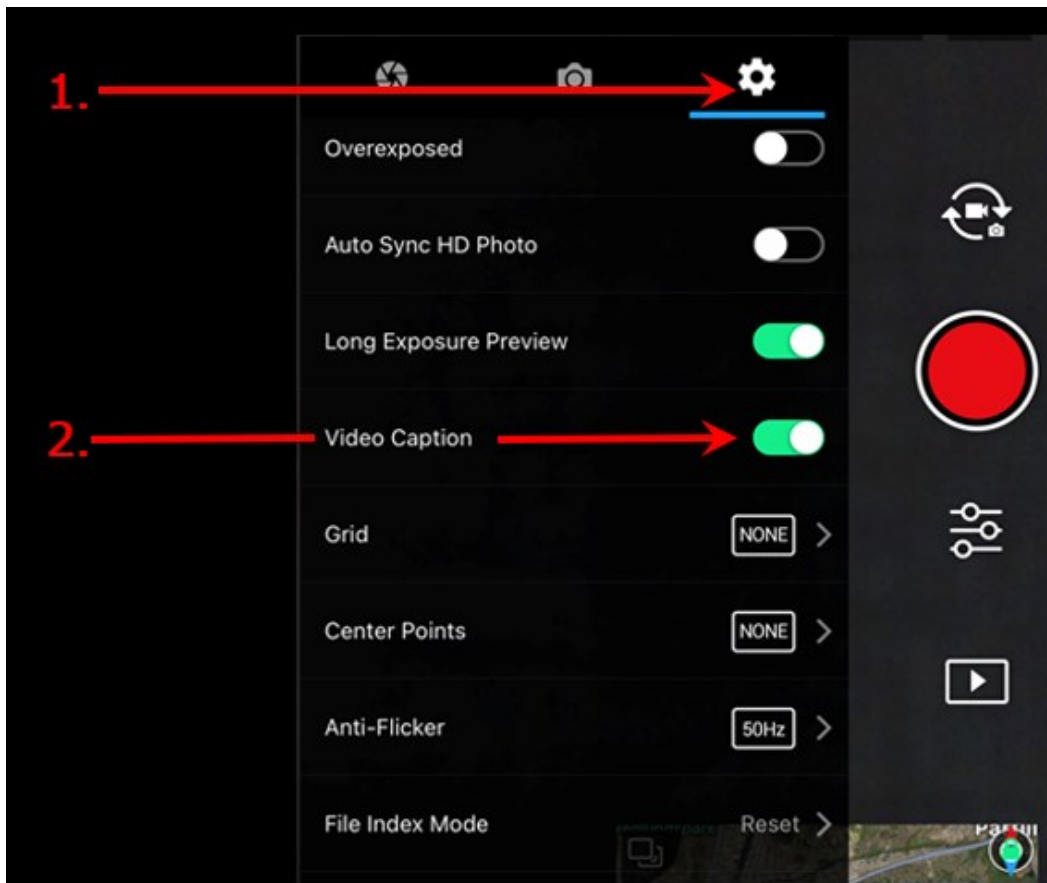 1.
Overexposed
Auto Sync HD Photo
Long Exposure Preview
2. Video Caption
Grid NONE
Center Points NONE
Anti-Flicker 50Hz
File Index Mode Reset